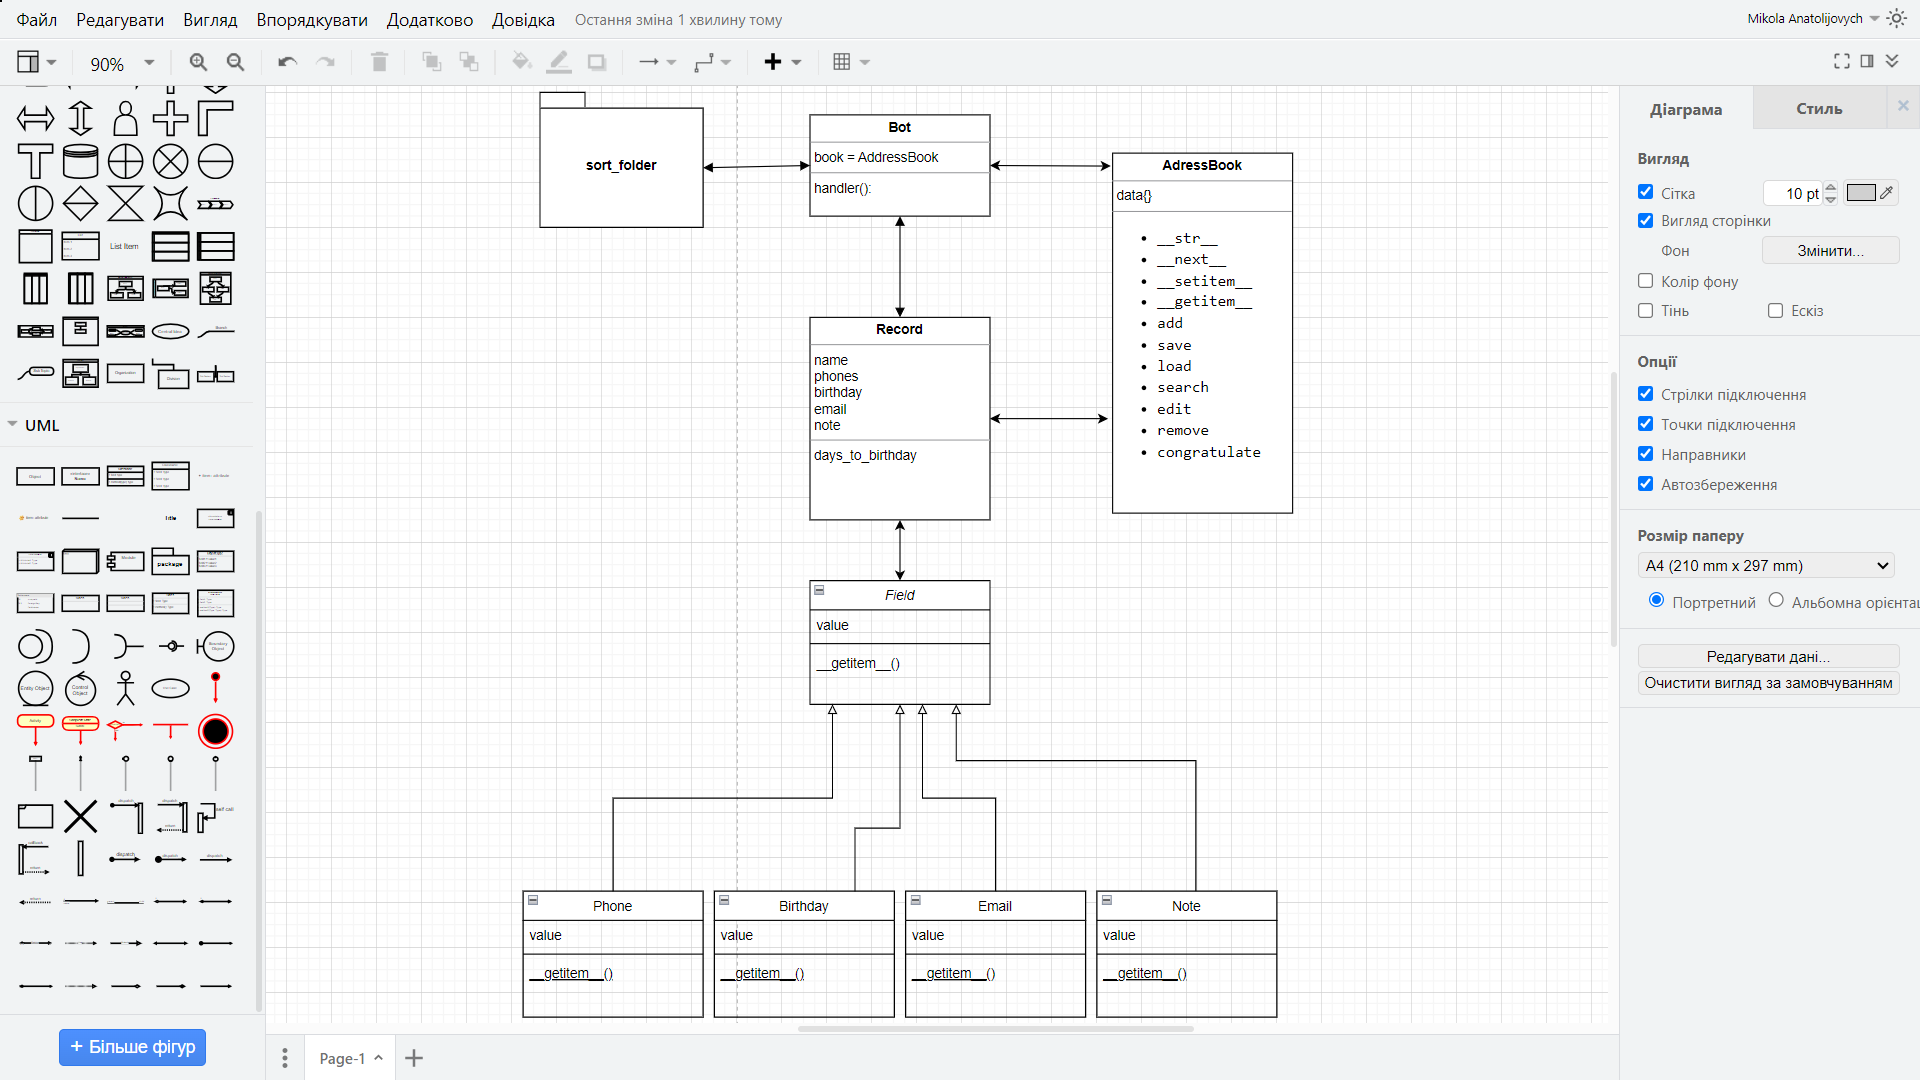 Файл Редагувати Вигляд Впорядкувати Додатково Довідка Остання зміна 1 хвилину тому
Mikola Anatolijovych
90%
List Item
UML
Title
package
+ Більше фігур
sort_folder
Bot
book = AddressBook
handler():
AdressBook
data{}
__str__
__next__
__setitem__
__getitem__
add
save
load
search
edit
remove
congratulate
Record
name
phones
birthday
email
note
days_to_birthday
Field
value
__getitem__()
Phone
value
__getitem__()
Birthday
value
__getitem__()
Email
value
__getitem__()
Note
value
__getitem__()
Page-1
Діаграма Стиль
Вигляд
Сітка 10 pt
Вигляд сторінки
Фон Змінити...
Колір фону
Тінь Ескіз
Опції
Стрілки підключення
Точки підключення
Направники
Автозбереження
Розмір паперу
A4 (210 mm x 297 mm)
Портретний Альбомна орієнтац
Редагувати дані...
Очистити вигляд за замовчуванням